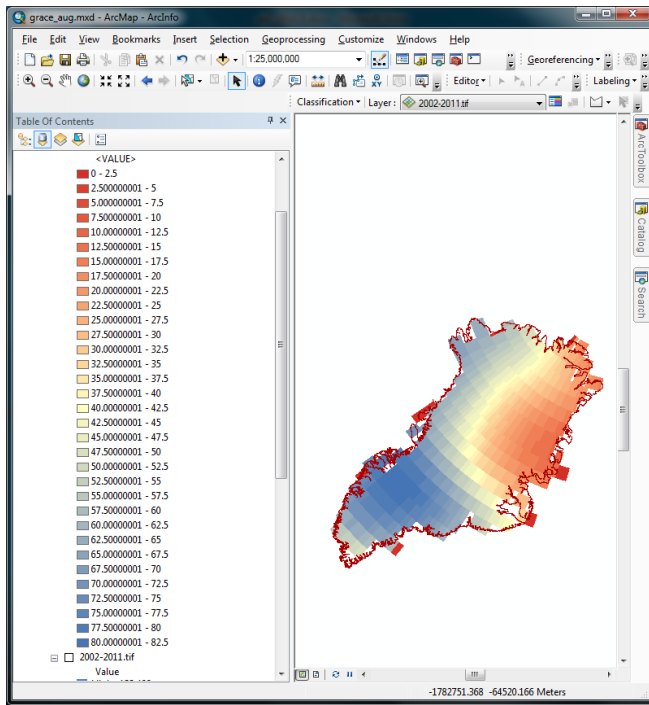 grace_aug.mxd - ArcMap - ArcInfo
File Edit View Bookmarks Insert Selection Geoprocessing Customize Windows Help
1:25,000,000 Georeferencing
Editor Labeling
Classification Layer: 2002-2011.tif
Table Of Contents
<VALUE>
0 - 2.5
2.500000001 - 5
5.000000001 - 7.5
7.500000001 - 10
10.00000001 - 12.5
12.50000001 - 15
15.00000001 - 17.5
17.50000001 - 20
20.00000001 - 22.5
22.50000001 - 25
25.00000001 - 27.5
27.50000001 - 30
30.00000001 - 32.5
32.50000001 - 35
35.00000001 - 37.5
37.50000001 - 40
40.00000001 - 42.5
42.50000001 - 45
45.00000001 - 47.5
47.50000001 - 50
50.00000001 - 52.5
52.50000001 - 55
55.00000001 - 57.5
57.50000001 - 60
60.00000001 - 62.5
62.50000001 - 65
65.00000001 - 67.5
67.50000001 - 70
70.00000001 - 72.5
72.50000001 - 75
75.00000001 - 77.5
77.50000001 - 80
80.00000001 - 82.5
2002-2011.tif
Value
ArcToolbox
Catalog
Search
-1782751.368 -64520.166 Meters